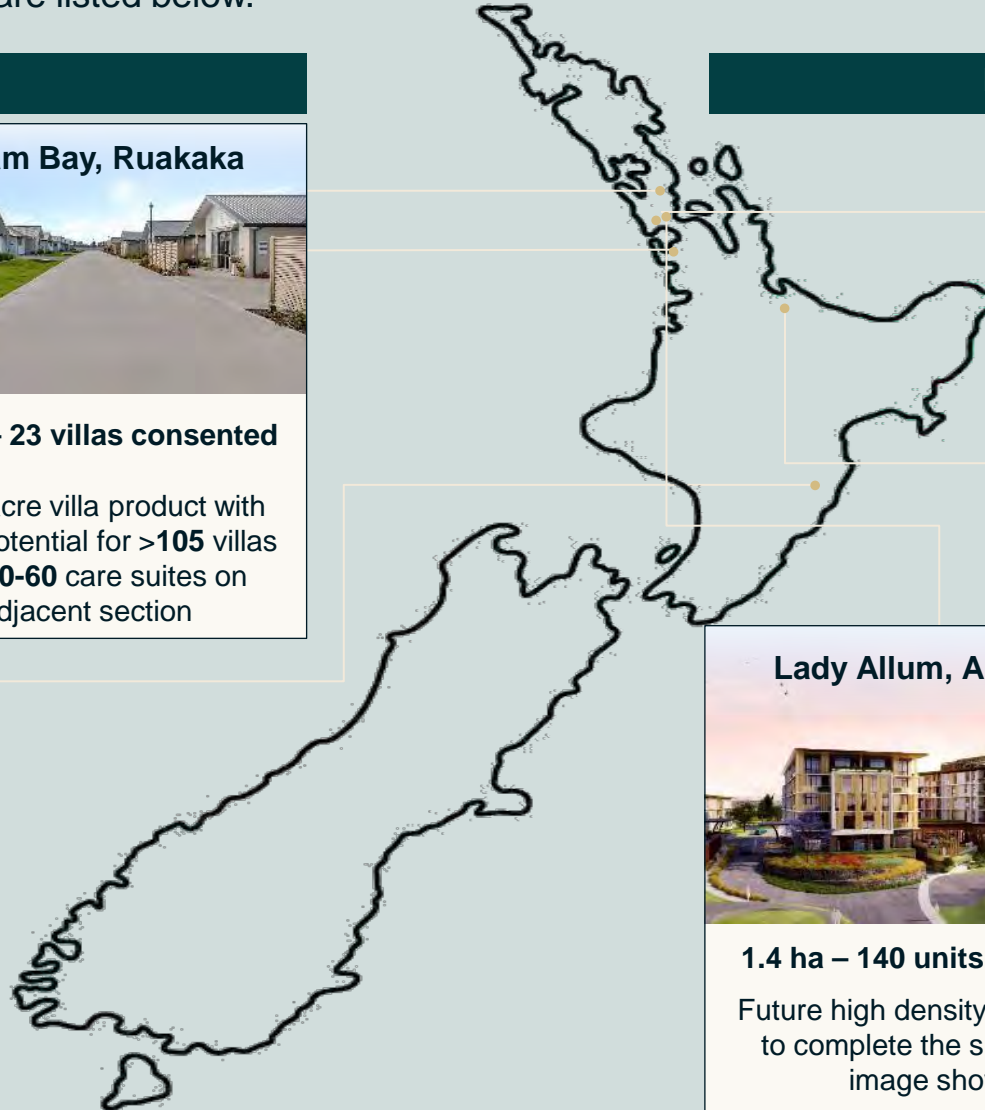 are listed below.
am Bay, Ruakaka
- 23 villas consented
cre villa product with
otential for >105 villas
0-60 care suites on
djacent section
Lady Allum, A
1.4 ha – 140 units
Future high density
to complete the s
image sho